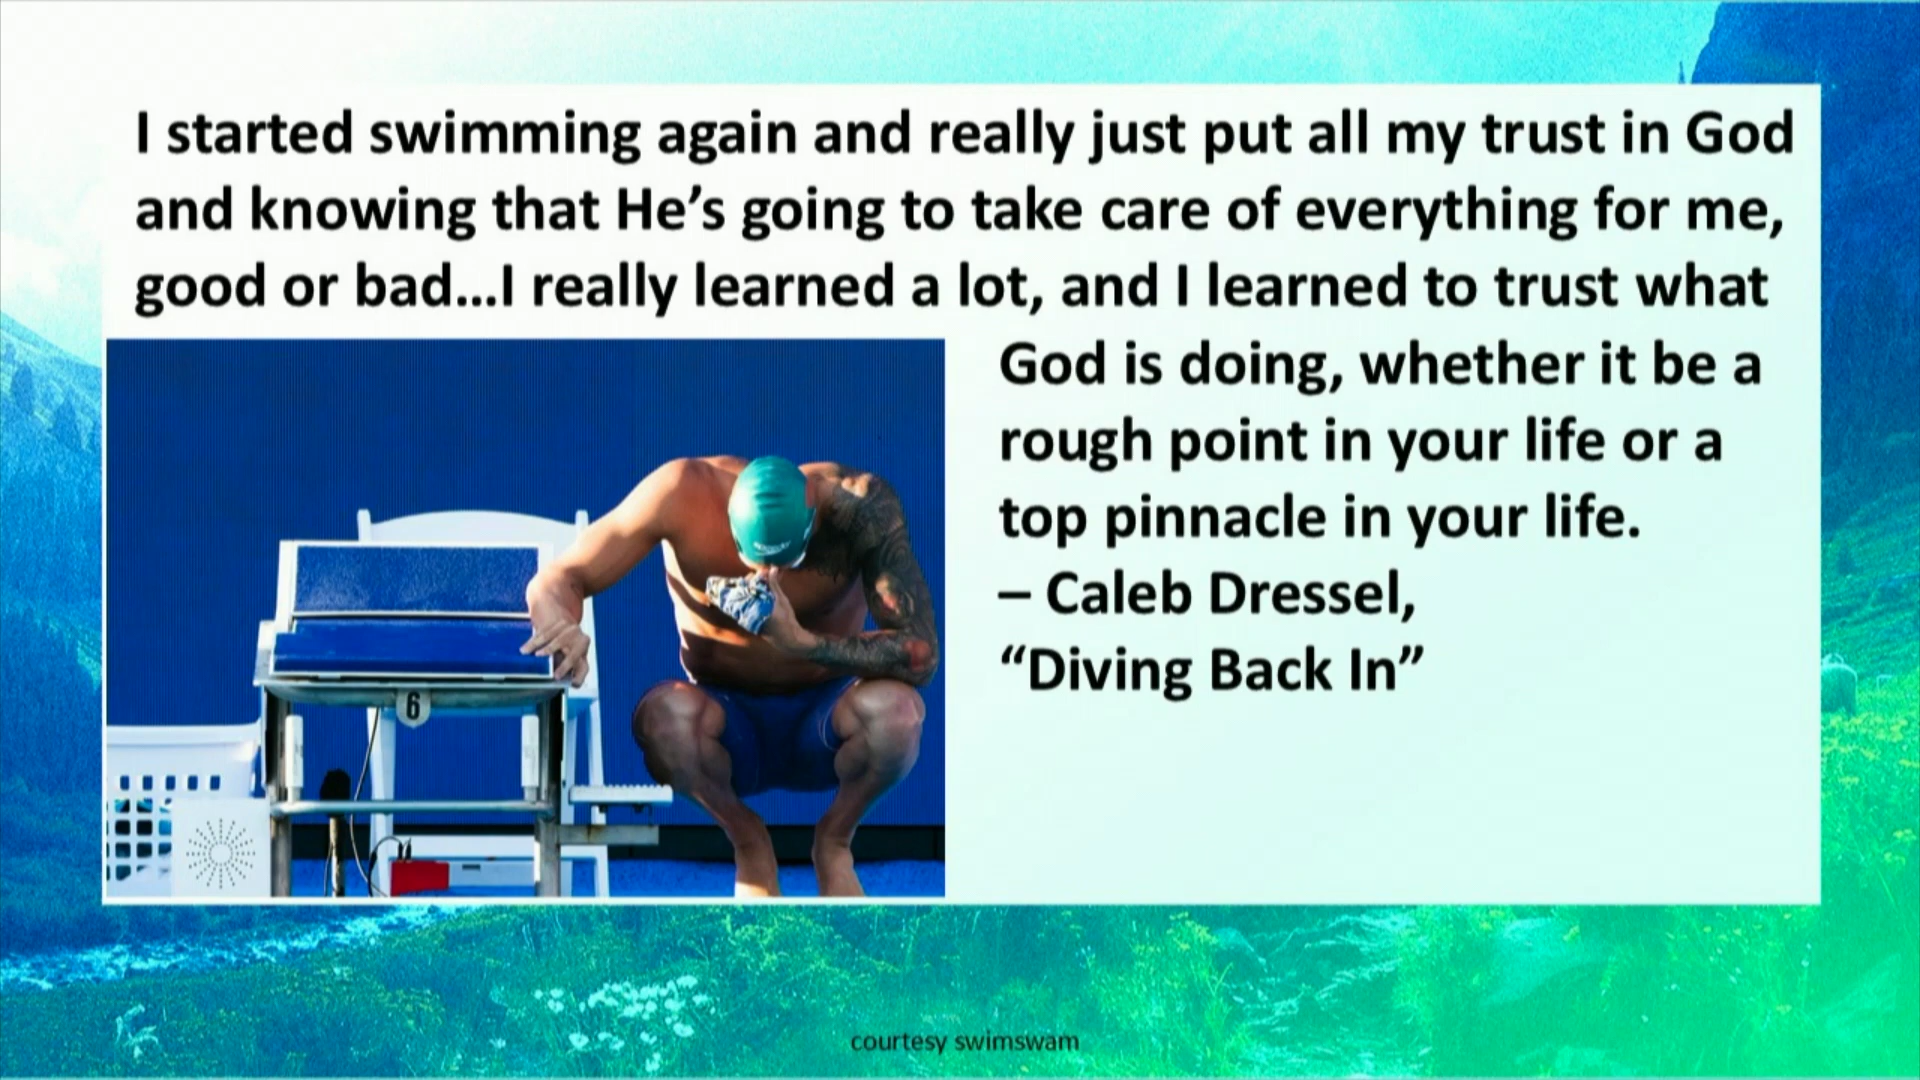 I started swimming again and really just put all my trust in God
and knowing that He’s going to take care of everything for me,
good or bad...I really learned a lot, and I learned to trust what
God is doing, whether it be a
rough point in your life or a
top pinnacle in your life.
– Caleb Dressel,
“Diving Back In”
6
courtesy swimswam